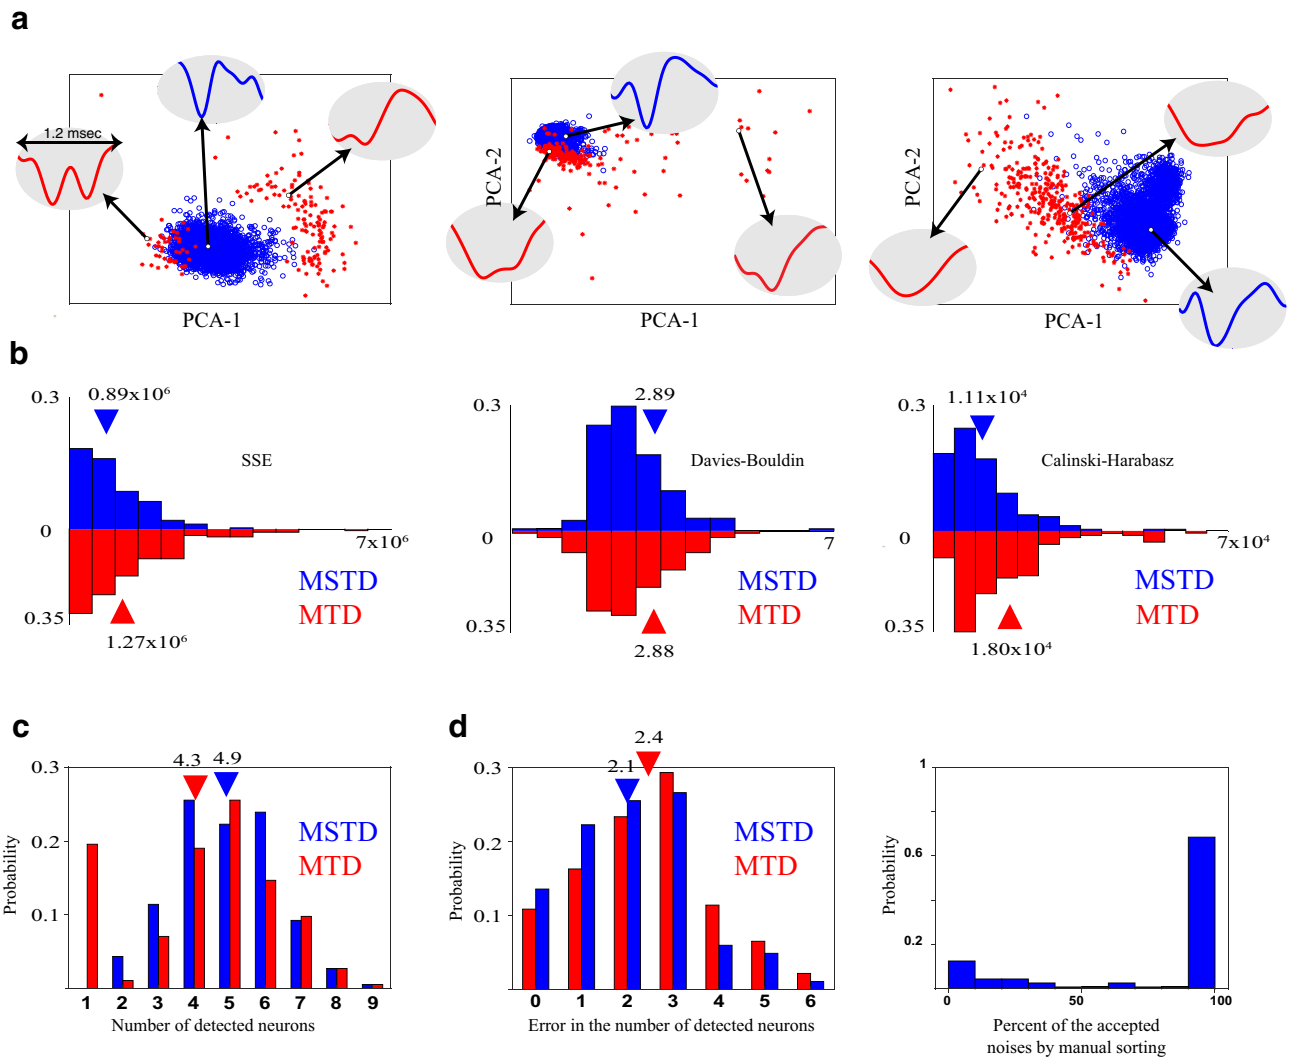 a
1.2 msec
PCA-1
PCA-2
PCA-1
PCA-2
PCA-1
b
0.3
0.89x10⁶
SSE
0
7x10⁶
MSTD
MTD
0.35
1.27x10⁶
0.3
2.89
Davies-Bouldin
0
7
MSTD
MTD
0.35
2.88
0.3
1.11x10⁴
Calinski-Harabasz
0
7x10⁴
MSTD
MTD
0.35
1.80x10⁴
c
4.3 4.9
0.3
0.2
0.1
Probability
MSTD
MTD
1 2 3 4 5 6 7 8 9
Number of detected neurons
d
2.4
2.1
0.3
0.2
0.1
Probability
MSTD
MTD
0 1 2 3 4 5 6
Error in the number of detected neurons
1
0.6
0.2
Probability
0 50 100
Percent of the accepted
noises by manual sorting